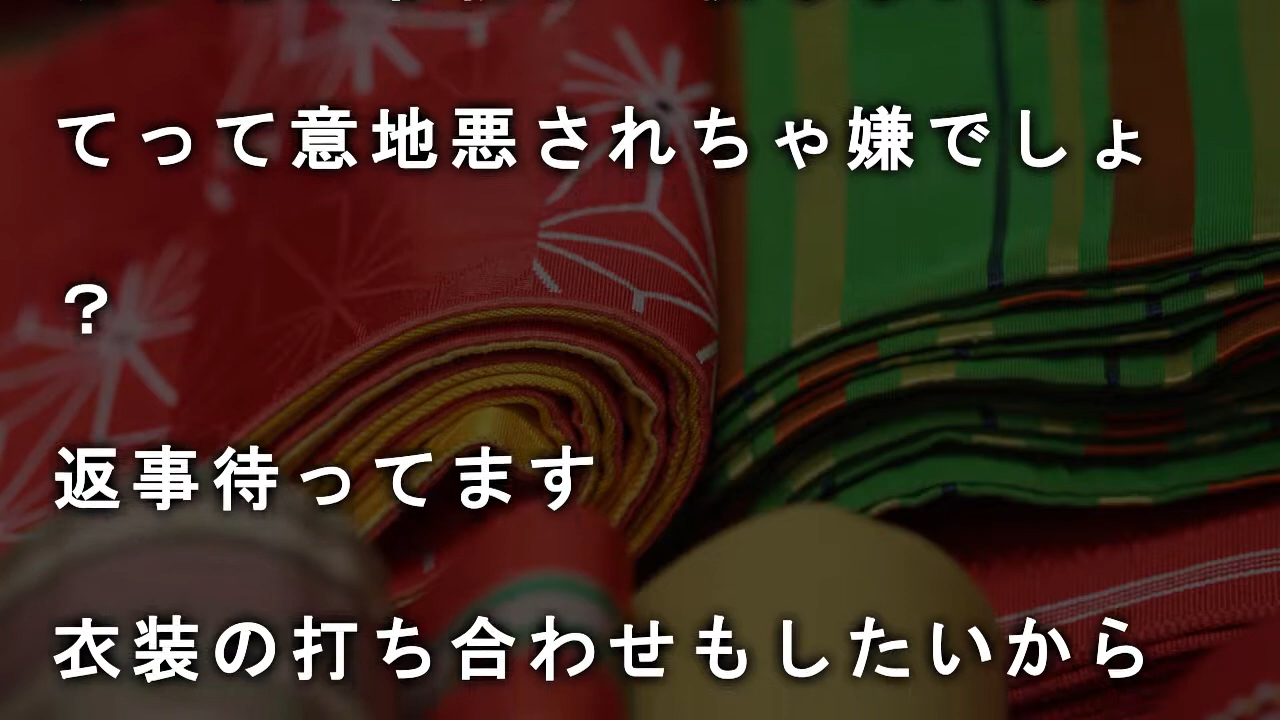 てって意地悪されちゃ嫌でしょ
？
返事待ってます
衣装の打ち合わせもしたいから